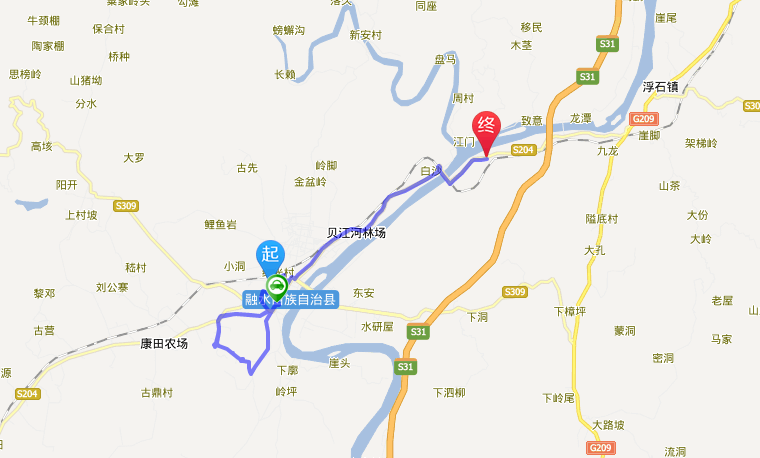 栗家岭头
勾滩
落久
同座
崖尾
牛颈棚
保合村
螃蟹沟
新安村
移民
陶家棚
桥种
盘马
木茎
S31
思榜岭
山猪坳
长赖
S31
浮石镇
分水
周村
S30
致意
龙潭
G209
终
高垓
江门
S204
九龙
崖脚
架梯岭
大罗
古先
岭脚
白
阳开
金盆岭
山茶
S309
上村坡
鲤鱼岩
贝江河林场
隘底村
大份
大岭
起
嵇村
小洞
村
大孔
黎邓
刘公寨
东安
S309
老屋
融水苗族自治县
下洞
下樟坪
山
古营
水研屋
S31
蒙洞
马家
康田农场
密洞
源
下廓
崖头
S31
S204
古鼎村
岭坪
下泗柳
下岭尾
大路坡
G209
流洞